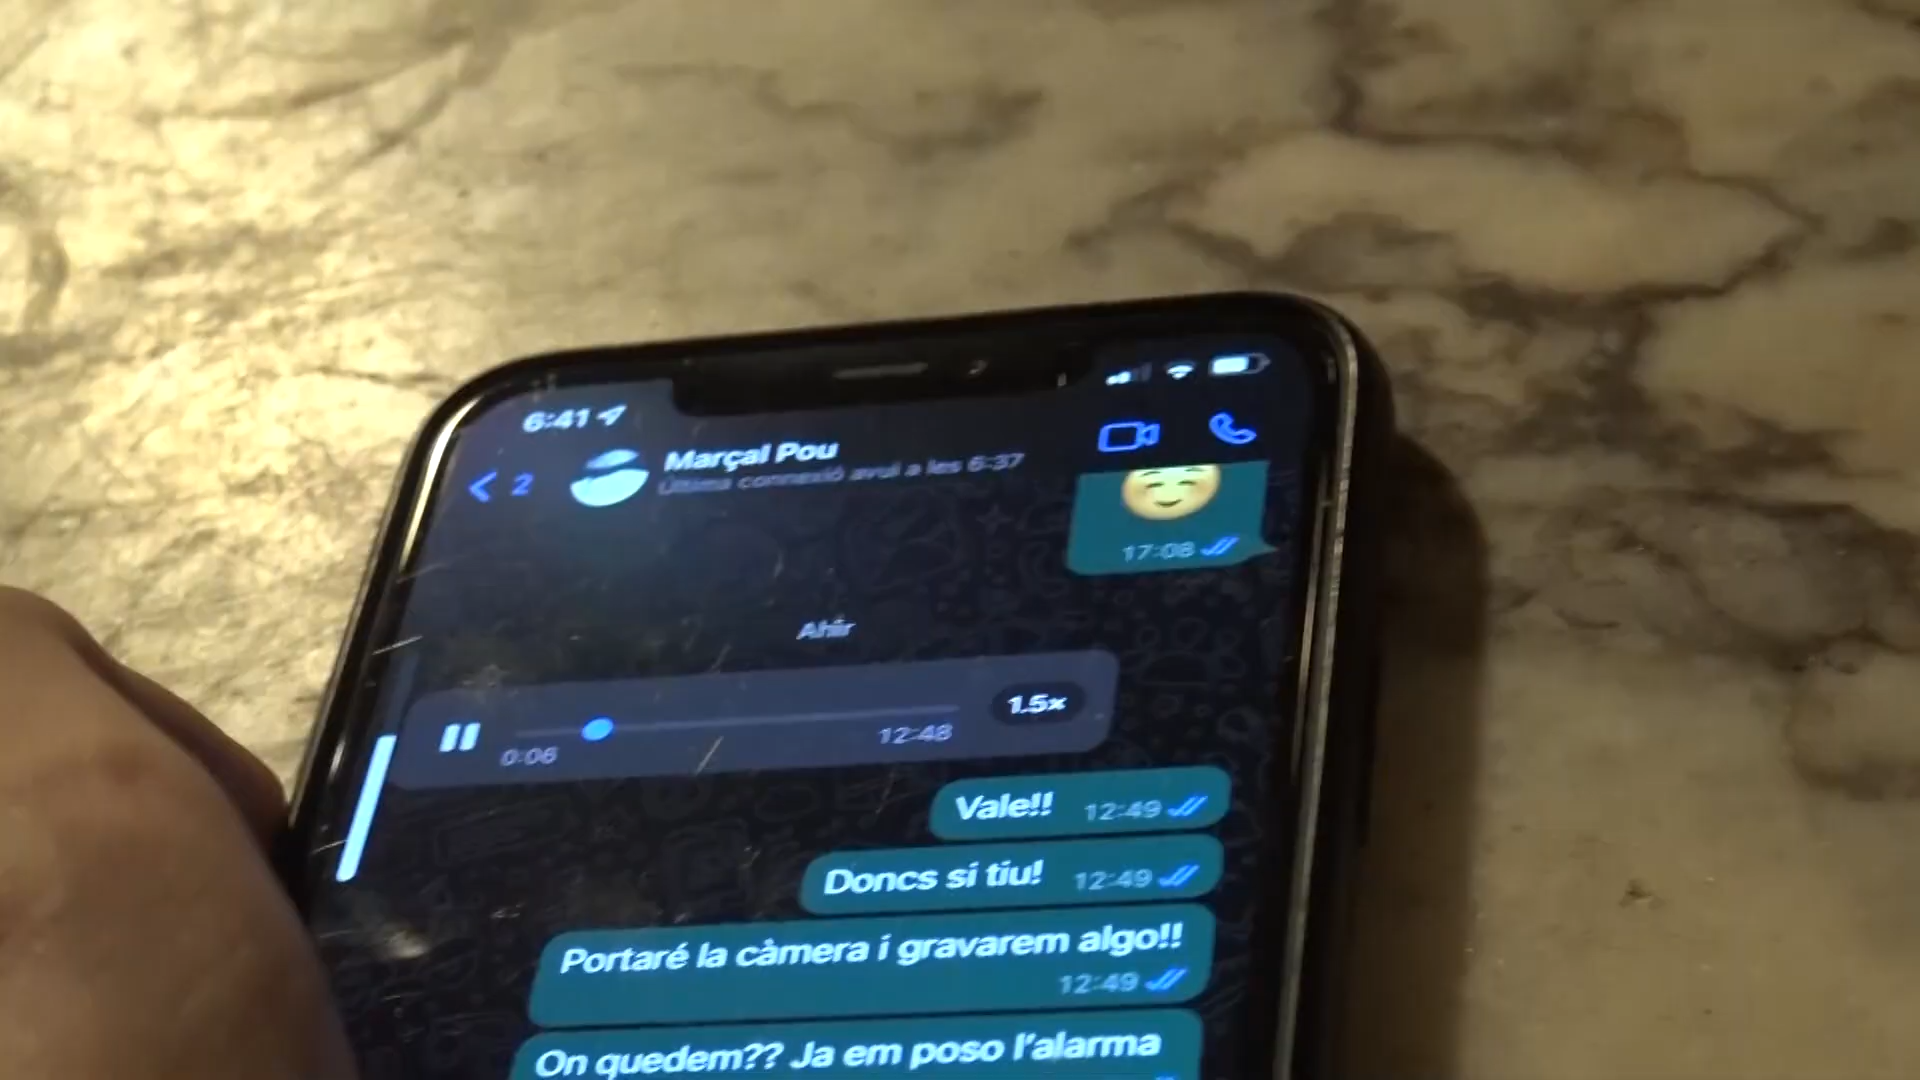 6:41
2
Marçal Pou
Última connexió avui a les 6:37
17:08
Ahir
1.5x
0:06
12:48
Vale!! 12:49
Doncs si tiu! 12:49
Portaré la càmera i gravarem algo!!
12:49
On quedem?? Ja em poso l'alarma